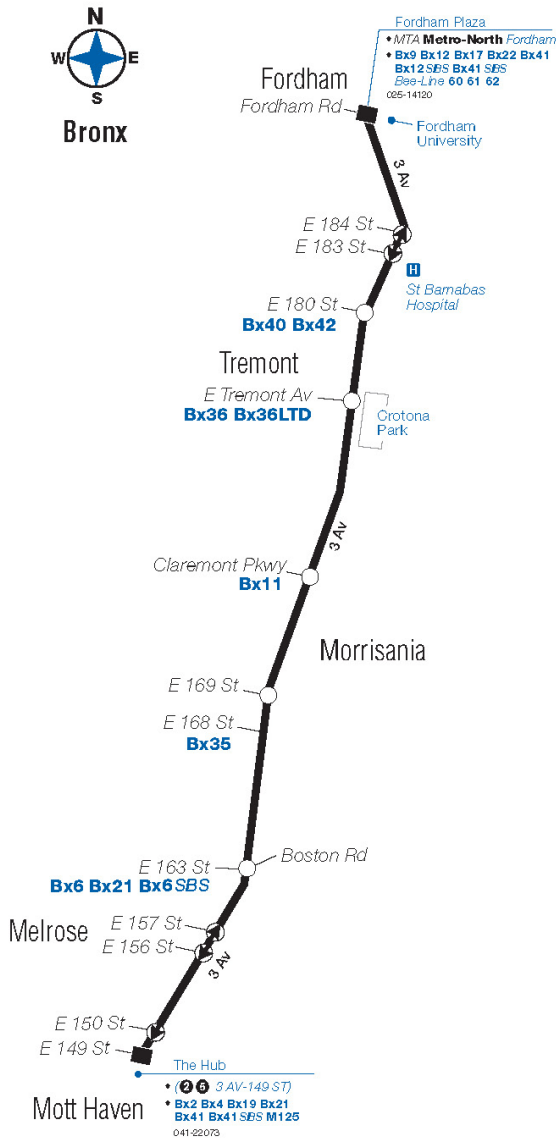 N
W E
S
Bronx
Fordham Plaza
• MTA Metro-North Fordham
• Bx9 Bx12 Bx17 Bx22 Bx41
Bx12 SBS Bx41 SBS
Bee-Line 60 61 62
025-14120
Fordham
Fordham Rd
Fordham
University
3 Av
E 184 St
E 183 St
H
St Barnabas
Hospital
E 180 St
Bx40 Bx42
Tremont
E Tremont Av
Bx36 Bx36LTD
Crotona
Park
3 Av
Claremont Pkwy
Bx11
Morrisania
E 169 St
E 168 St
Bx35
Boston Rd
E 163 St
Bx6 Bx21 Bx6 SBS
E 157 St
Melrose
E 156 St
3 Av
E 150 St
E 149 St
The Hub
• (2 5 3 AV-149 ST)
Mott Haven
• Bx2 Bx4 Bx19 Bx21
Bx41 Bx41 SBS M125
041-22073